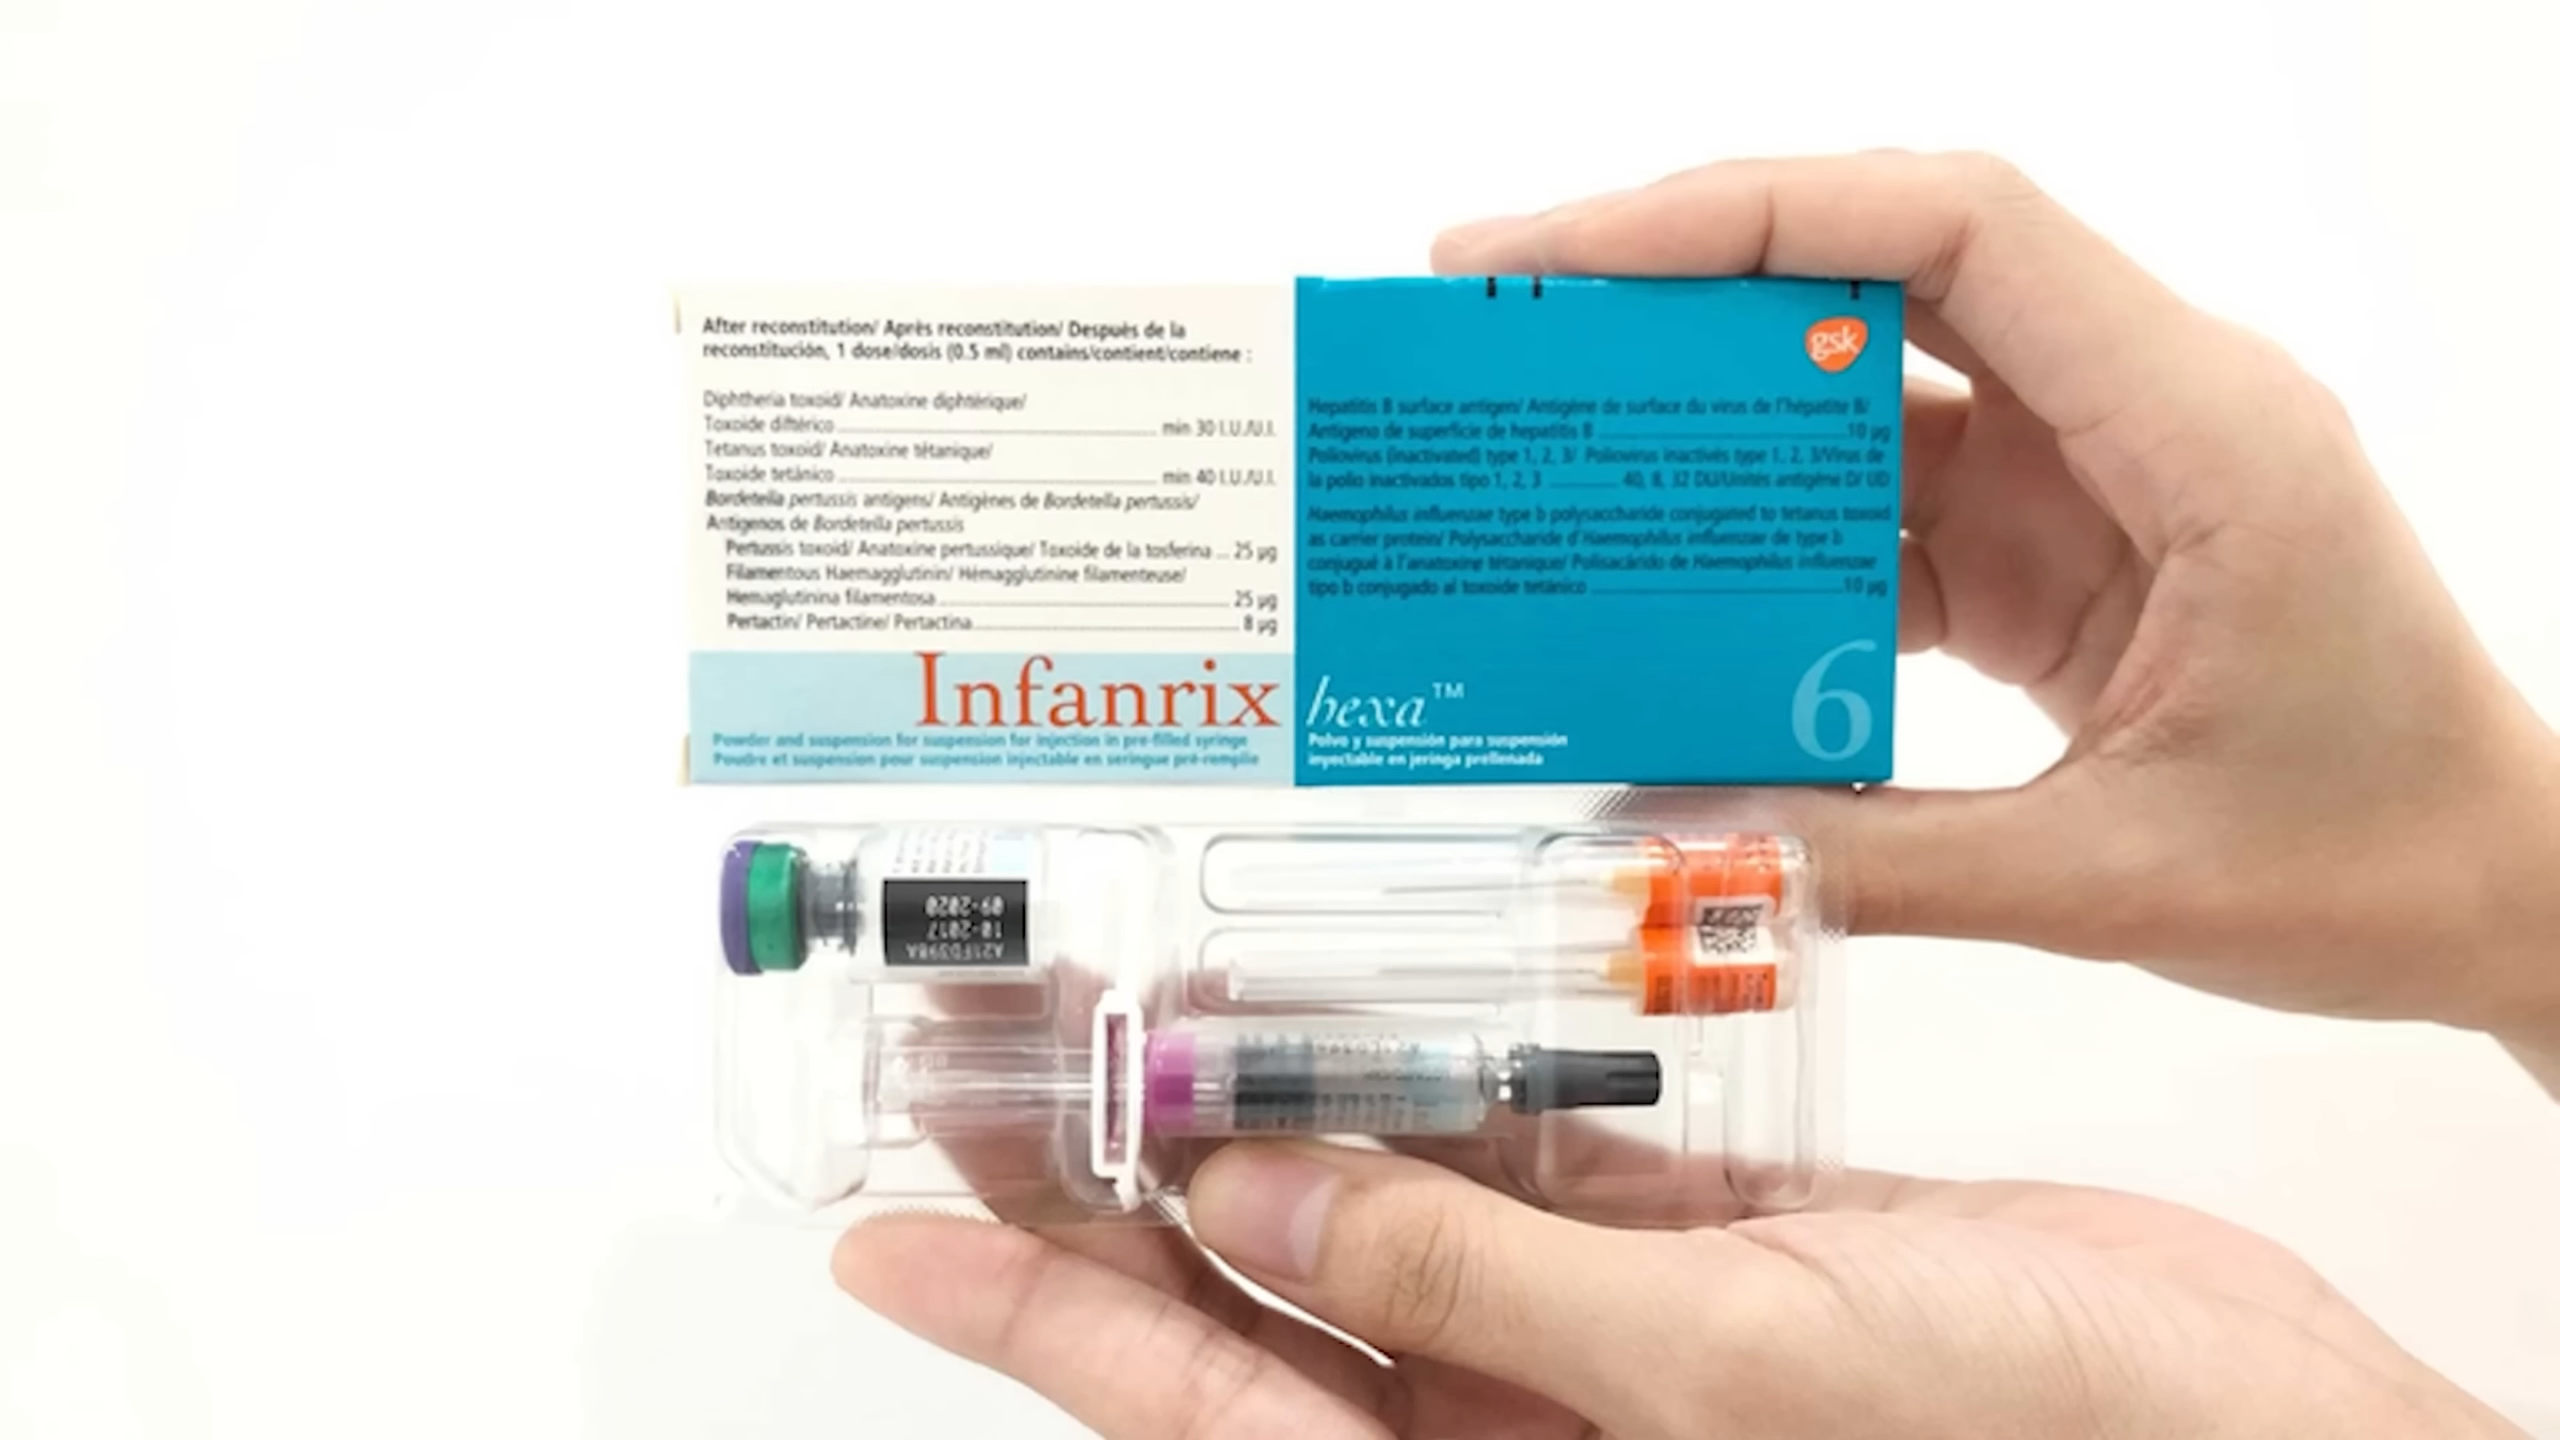 After reconstitution/ Après reconstitution/ Después de la
reconstitución, 1 dose/dosis (0.5 ml) contains/contient/contiene :
Diphtheria toxoid/ Anatoxine diphtérique/
Toxoide diftérico ... min 30 I.U./U.I.
Tetanus toxoid/ Anatoxine tétanique/
Toxoide tetánico ... min 40 I.U./U.I.
Bordetella pertussis antigens/ Antigènes de Bordetella pertussis/
Antígenos de Bordetella pertussis
Pertussis toxoid/ Anatoxine pertussique/ Toxoide de la tosferina ... 25 µg
Filamentous Haemagglutinin/ Hémagglutinine filamenteuse/
Hemaglutinina filamentosa ... 25 µg
Pertactin/ Pertactine/ Pertactina ... 8 µg
Infanrix
Powder and suspension for suspension for injection in pre-filled syringe
Poudre et suspension pour suspension injectable en seringue pré-remplie
gsk
Hepatitis B surface antigen/ Antigène de surface du virus de l'hépatite B/
Antígeno de superficie de hepatitis B ... 10 µg
Poliovirus (inactivated) type 1, 2, 3/ Poliovirus inactivés type 1, 2, 3/Virus de
la polio inactivados tipo 1, 2, 3 ... 40, 8, 32 DU/Unités antigène D/ UD
Haemophilus influenzae type b polysaccharide conjugated to tetanus toxoid
as carrier protein/ Polysaccharide d'Haemophilus influenzae de type b
conjugué à l'anatoxine tétanique/ Polisacárido de Haemophilus influenzae
tipo b conjugado al toxoide tetánico ... 10 µg
hexa™
6
Polvo y suspensión para suspensión
inyectable en jeringa prellenada
09-2020
10-2017
A21FD398A